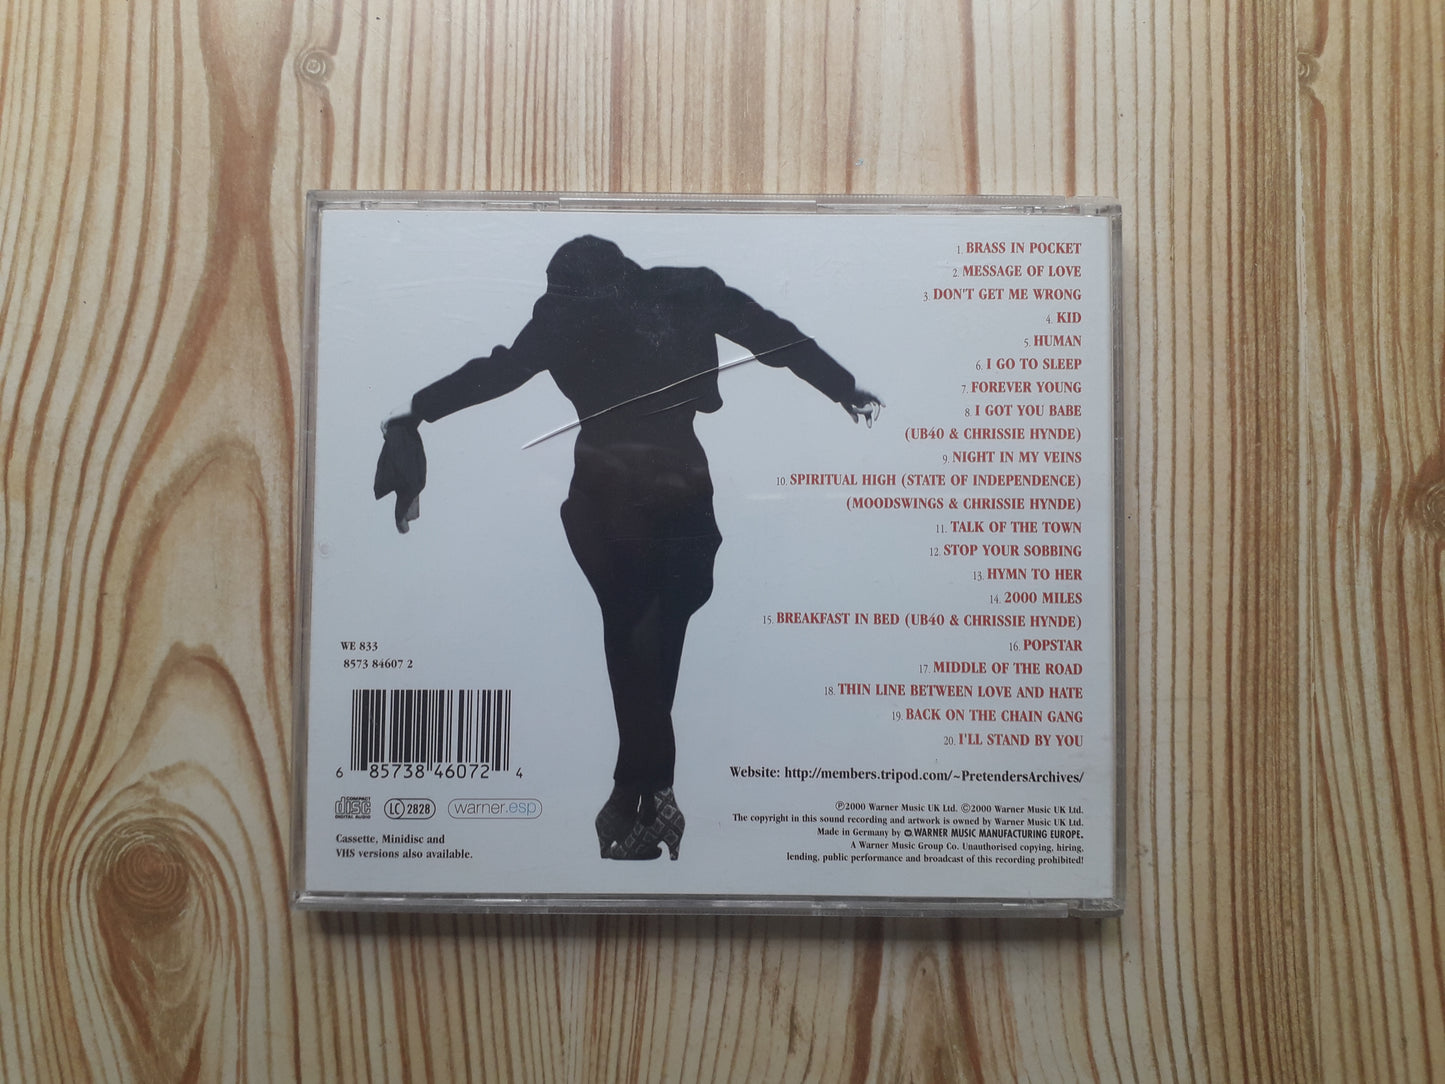 1. BRASS IN POCKET
2. MESSAGE OF LOVE
3. DON'T GET ME WRONG
4. KID
5. HUMAN
6. I GO TO SLEEP
7. FOREVER YOUNG
8. I GOT YOU BABE
(UB40 & CHRISSIE HYNDE)
9. NIGHT IN MY VEINS
10. SPIRITUAL HIGH (STATE OF INDEPENDENCE)
(MOODSWINGS & CHRISSIE HYNDE)
11. TALK OF THE TOWN
12. STOP YOUR SOBBING
13. HYMN TO HER
14. 2000 MILES
15. BREAKFAST IN BED (UB40 & CHRISSIE HYNDE)
16. POPSTAR
17. MIDDLE OF THE ROAD
18. THIN LINE BETWEEN LOVE AND HATE
19. BACK ON THE CHAIN GANG
20. I'LL STAND BY YOU
WE 833
8573 84607 2
6 85738 46072 4
COMPACT
disc
DIGITAL AUDIO
LC 2828
warner.esp
Cassette, Minidisc and
VHS versions also available.
Website: http://members.tripod.com/~PretendersArchives/
℗2000 Warner Music UK Ltd. ©2000 Warner Music UK Ltd.
The copyright in this sound recording and artwork is owned by Warner Music UK Ltd.
Made in Germany by WARNER MUSIC MANUFACTURING EUROPE.
A Warner Music Group Co. Unauthorised copying, hiring,
lending, public performance and broadcast of this recording prohibited!